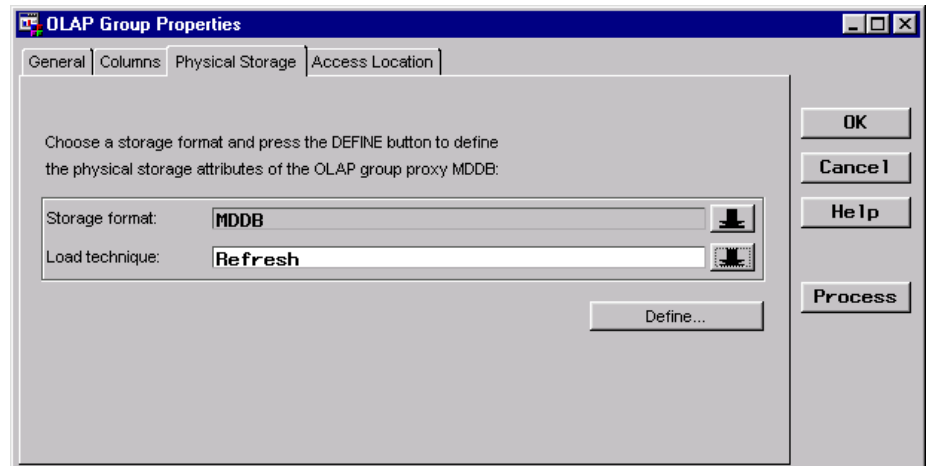 OLAP Group Properties
General Columns Physical Storage Access Location
Choose a storage format and press the DEFINE button to define
the physical storage attributes of the OLAP group proxy MDDB:
Storage format: MDDB
Load technique: Refresh
Define...
OK
Cancel
Help
Process